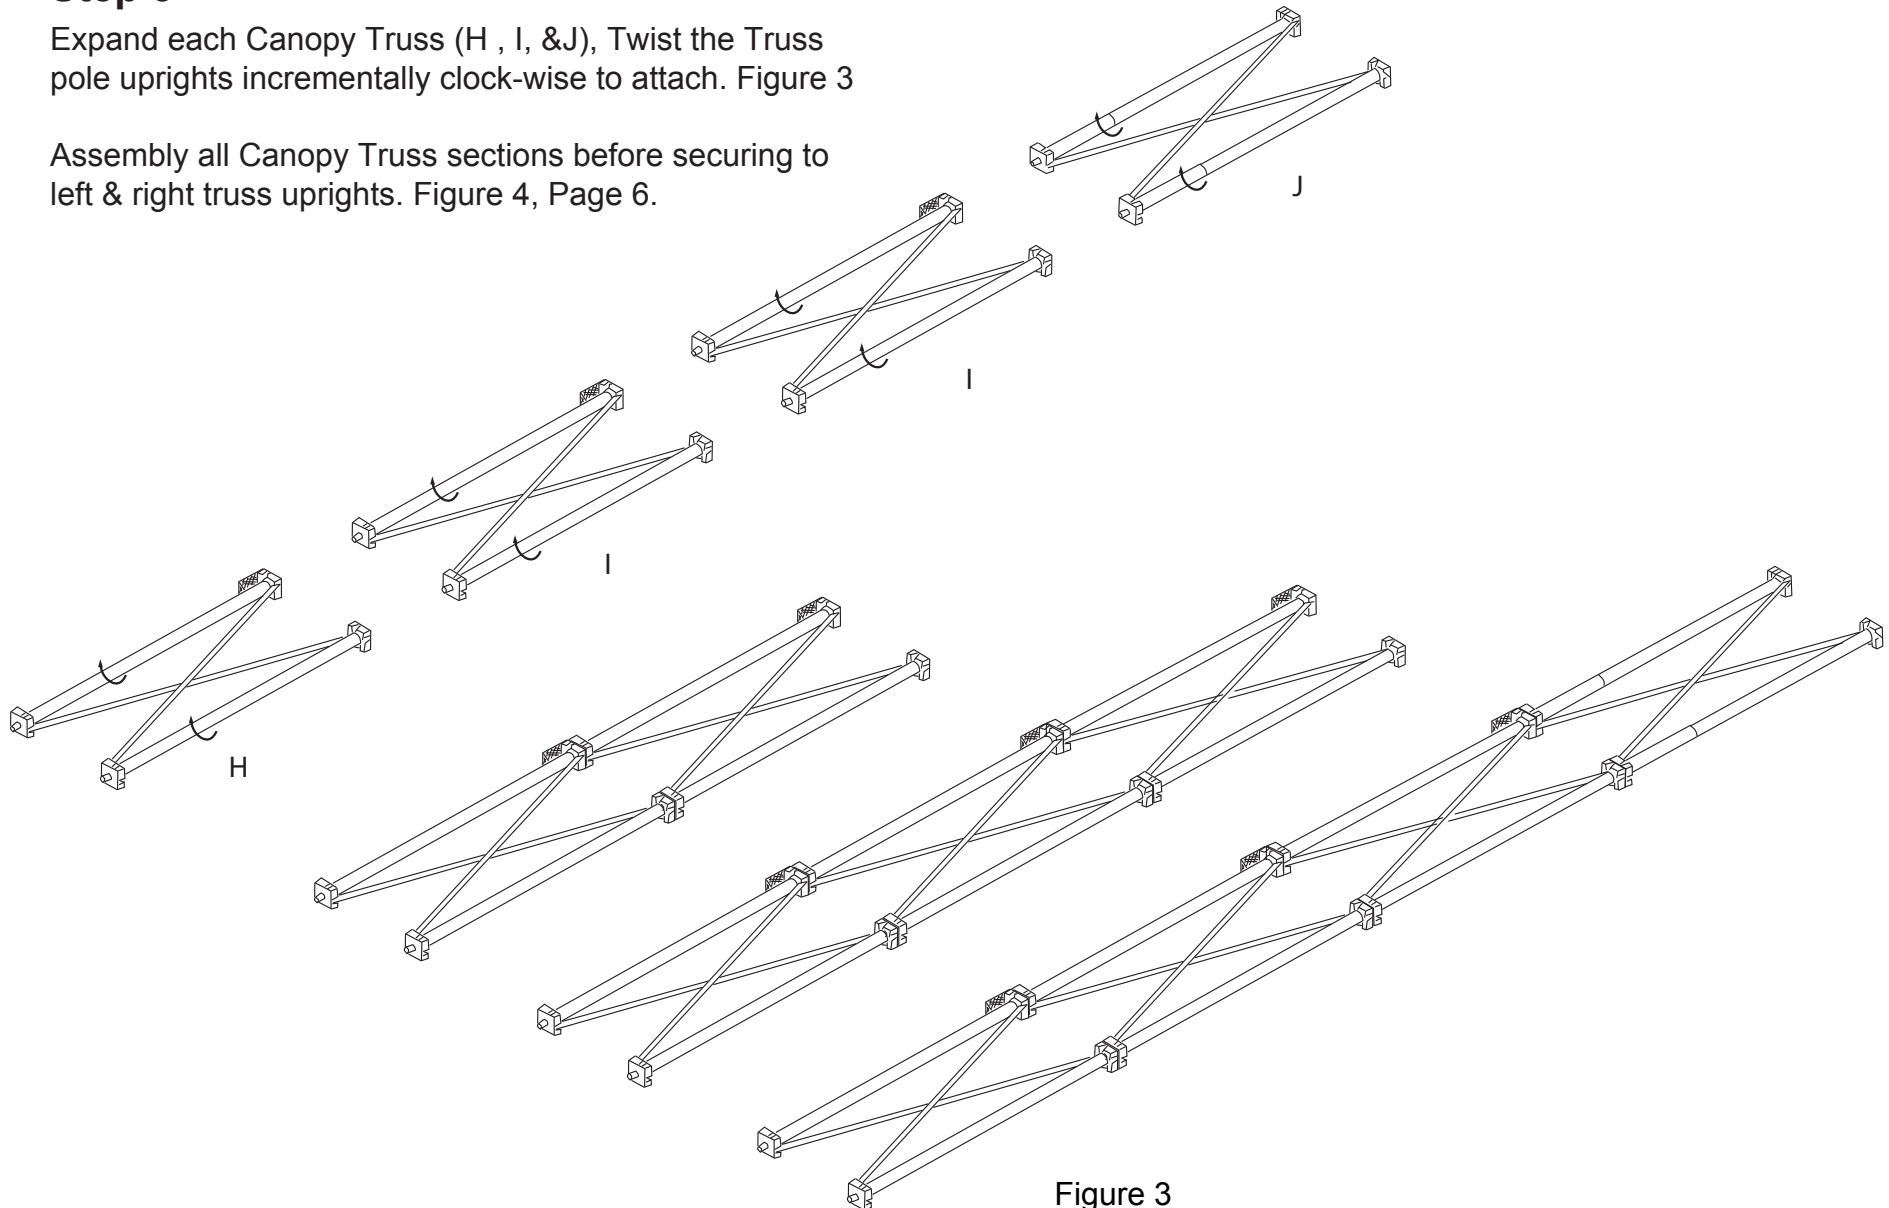 Expand each Canopy Truss (H , I, &J), Twist the Truss
pole uprights incrementally clock-wise to attach. Figure 3
Assembly all Canopy Truss sections before securing to
left & right truss uprights. Figure 4, Page 6.
J
I
I
H
Figure 3